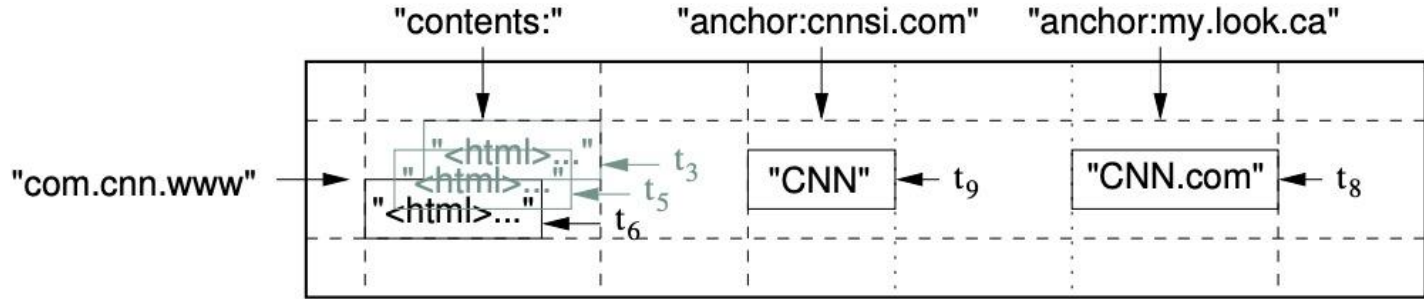 "contents:" "anchor:cnnsi.com" "anchor:my.look.ca"
"<html>..." t3
"com.cnn.www" "<html>..." t5 "CNN" t9 "CNN.com" t8
"<html>..." t6